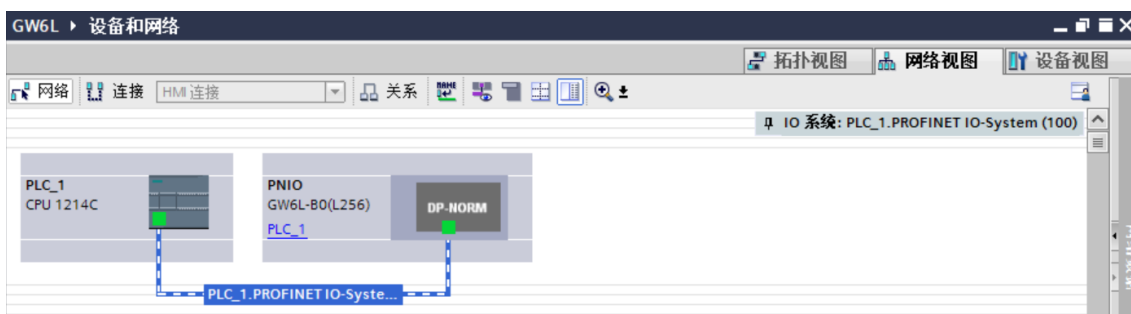 GW6L ▸ 设备和网络
拓扑视图 网络视图 设备视图
网络 连接 HMI 连接 关系
IO 系统: PLC_1.PROFINET IO-System (100)
PLC_1
CPU 1214C
PNIO
GW6L-B0(L256)
PLC_1
DP-NORM
PLC_1.PROFINET IO-Syste...